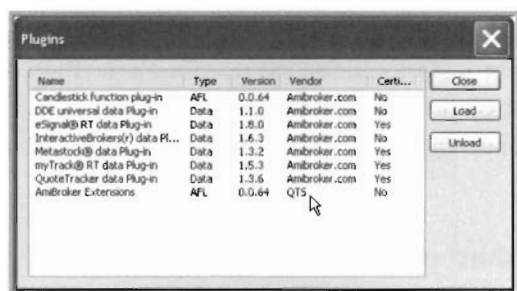 Plugins
Name Type Version Vendor Certi...
Candlestick function plug-in AFL 0.0.64 Amibroker.com No
DDE universal data Plug-in Data 1.1.0 Amibroker.com No
eSignal® RT data Plug-in Data 1.8.0 Amibroker.com Yes
InteractiveBrokers(r) data Pl... Data 1.6.3 Amibroker.com No
Metastock® data Plug-in Data 1.3.2 Amibroker.com Yes
myTrack® RT data Plug-in Data 1.5.3 Amibroker.com Yes
QuoteTracker data Plug-in Data 1.3.6 Amibroker.com Yes
AmiBroker Extensions AFL 0.0.64 QTS No
Close
Load
Unload